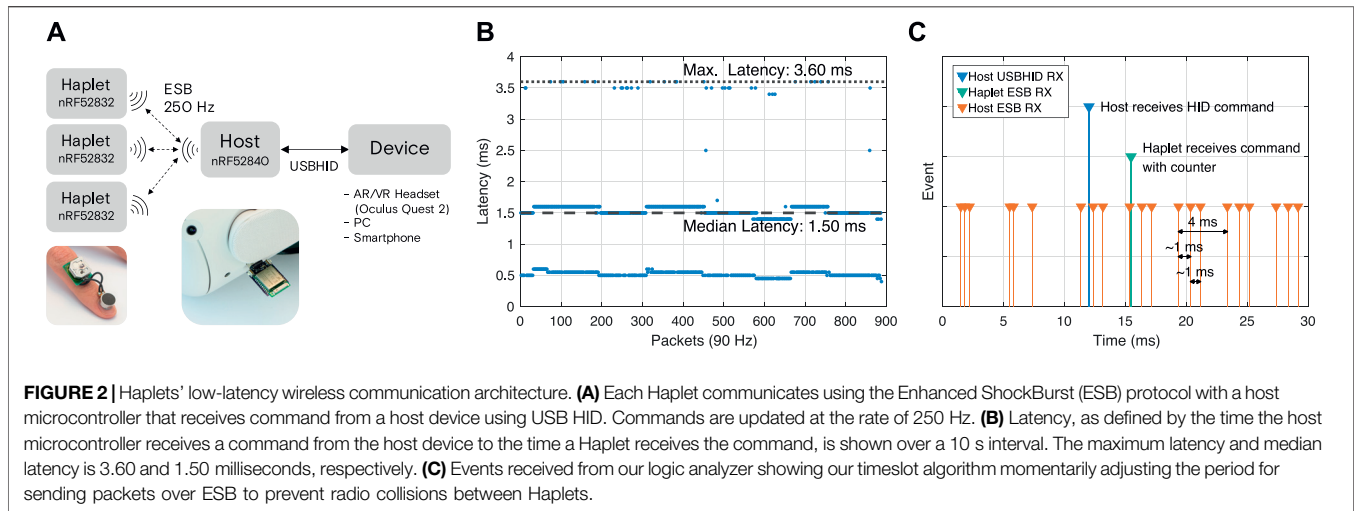 A
Haplet
nRF52832
Haplet
nRF52832
Haplet
nRF52832
ESB
250 Hz
Host
nRF52840
USBHID
Device
– AR/VR Headset
(Oculus Quest 2)
– PC
– Smartphone
B
Latency (ms)
4
3.5
3
2.5
2
1.5
1
0.5
0
Max. Latency: 3.60 ms
Median Latency: 1.50 ms
0 100 200 300 400 500 600 700 800 900
Packets (90 Hz)
C
Event
Host USBHID RX
Haplet ESB RX
Host ESB RX
Host receives HID command
Haplet receives command
with counter
4 ms
~1 ms
~1 ms
0 5 10 15 20 25 30
Time (ms)
FIGURE 2 | Haplets' low-latency wireless communication architecture. (A) Each Haplet communicates using the Enhanced ShockBurst (ESB) protocol with a host
microcontroller that receives command from a host device using USB HID. Commands are updated at the rate of 250 Hz. (B) Latency, as defined by the time the host
microcontroller receives a command from the host device to the time a Haplet receives the command, is shown over a 10 s interval. The maximum latency and median
latency is 3.60 and 1.50 milliseconds, respectively. (C) Events received from our logic analyzer showing our timeslot algorithm momentarily adjusting the period for
sending packets over ESB to prevent radio collisions between Haplets.